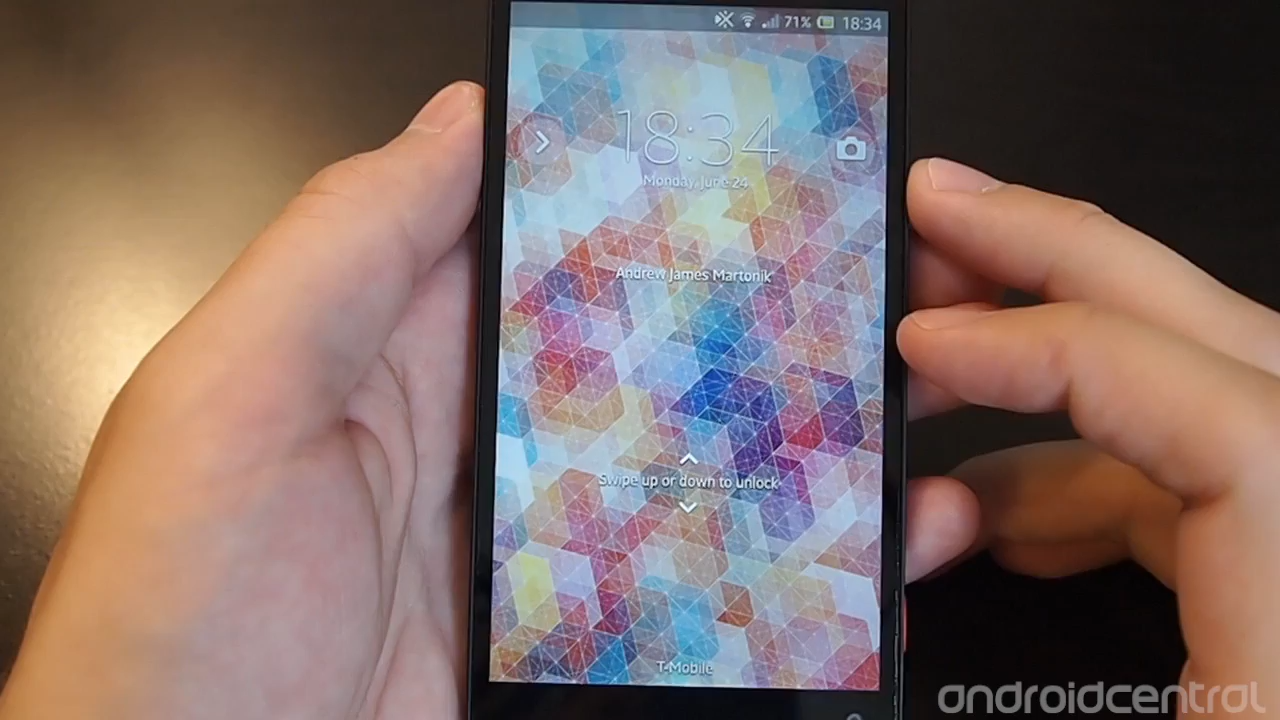 71% 18:34
18:34
Monday, June 24
Andrew James Martonik
Swipe up or down to unlock
T-Mobile
androidcentral